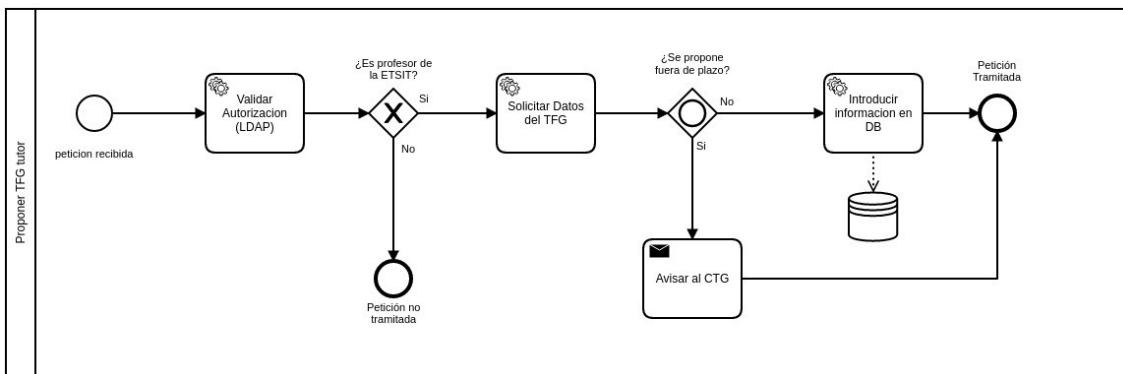 Proponer TFG tutor
peticion recibida
Validar
Autorizacion
(LDAP)
¿Es profesor de
la ETSIT?
Si
No
Petición no
tramitada
Solicitar Datos
del TFG
¿Se propone
fuera de plazo?
No
Si
Avisar al CTG
Introducir
informacion en
DB
Petición
Tramitada